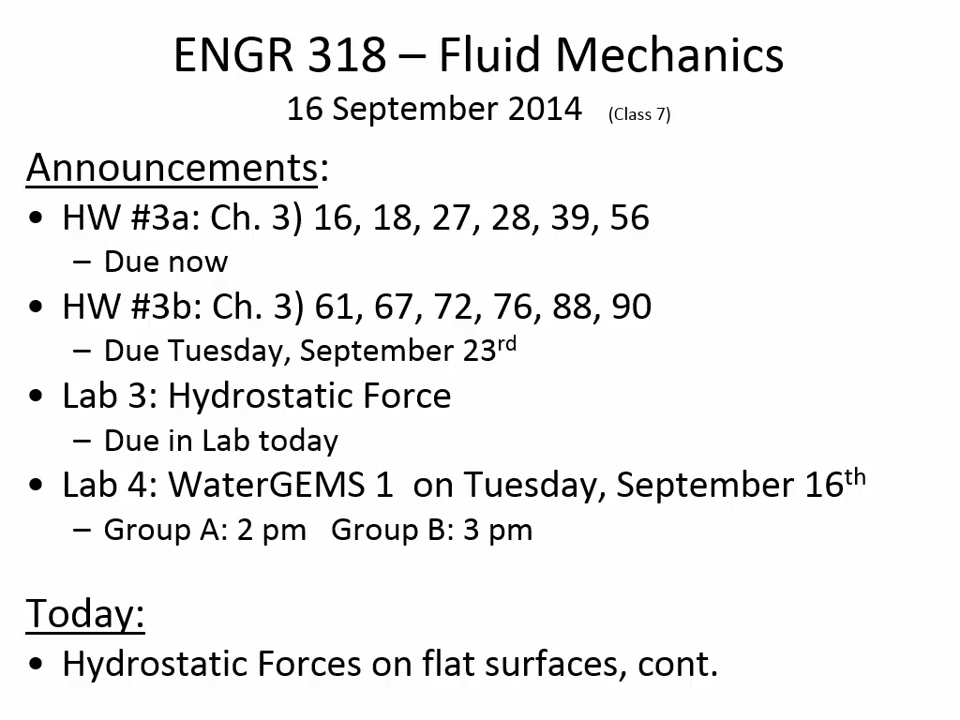 ENGR 318 – Fluid Mechanics
16 September 2014 (Class 7)
Announcements:
• HW #3a: Ch. 3) 16, 18, 27, 28, 39, 56
– Due now
• HW #3b: Ch. 3) 61, 67, 72, 76, 88, 90
– Due Tuesday, September 23rd
• Lab 3: Hydrostatic Force
– Due in Lab today
• Lab 4: WaterGEMS 1 on Tuesday, September 16th
– Group A: 2 pm Group B: 3 pm
Today:
• Hydrostatic Forces on flat surfaces, cont.